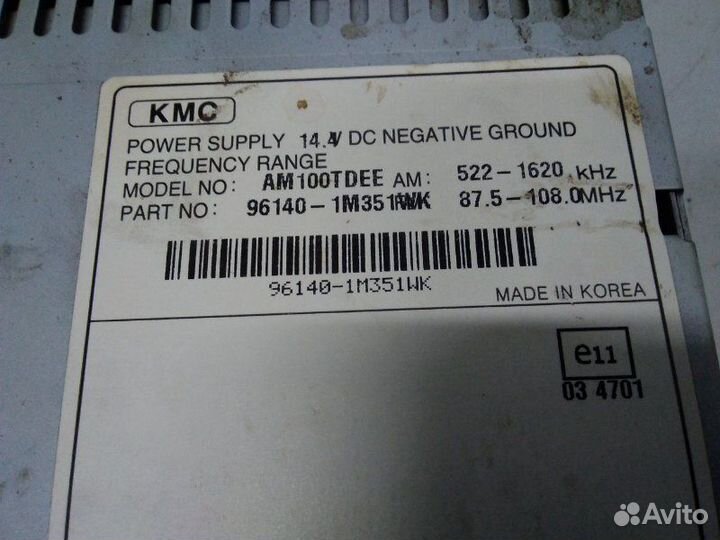 KMC
POWER SUPPLY 14.4V DC NEGATIVE GROUND
FREQUENCY RANGE
MODEL NO: AM100TDEE AM: 522-1620 kHz
PART NO: 96140-1M351WK 87.5-108.0MHz
96140-1M351WK
MADE IN KOREA
e11
03 4701
Avito